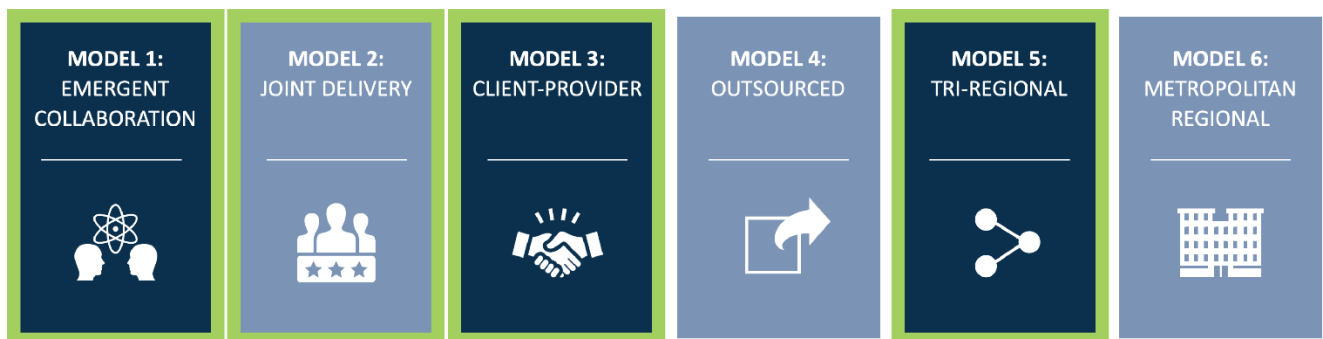 MODEL 1:
EMERGENT
COLLABORATION
MODEL 2:
JOINT DELIVERY
MODEL 3:
CLIENT-PROVIDER
MODEL 4:
OUTSOURCED
MODEL 5:
TRI-REGIONAL
MODEL 6:
METROPOLITAN
REGIONAL